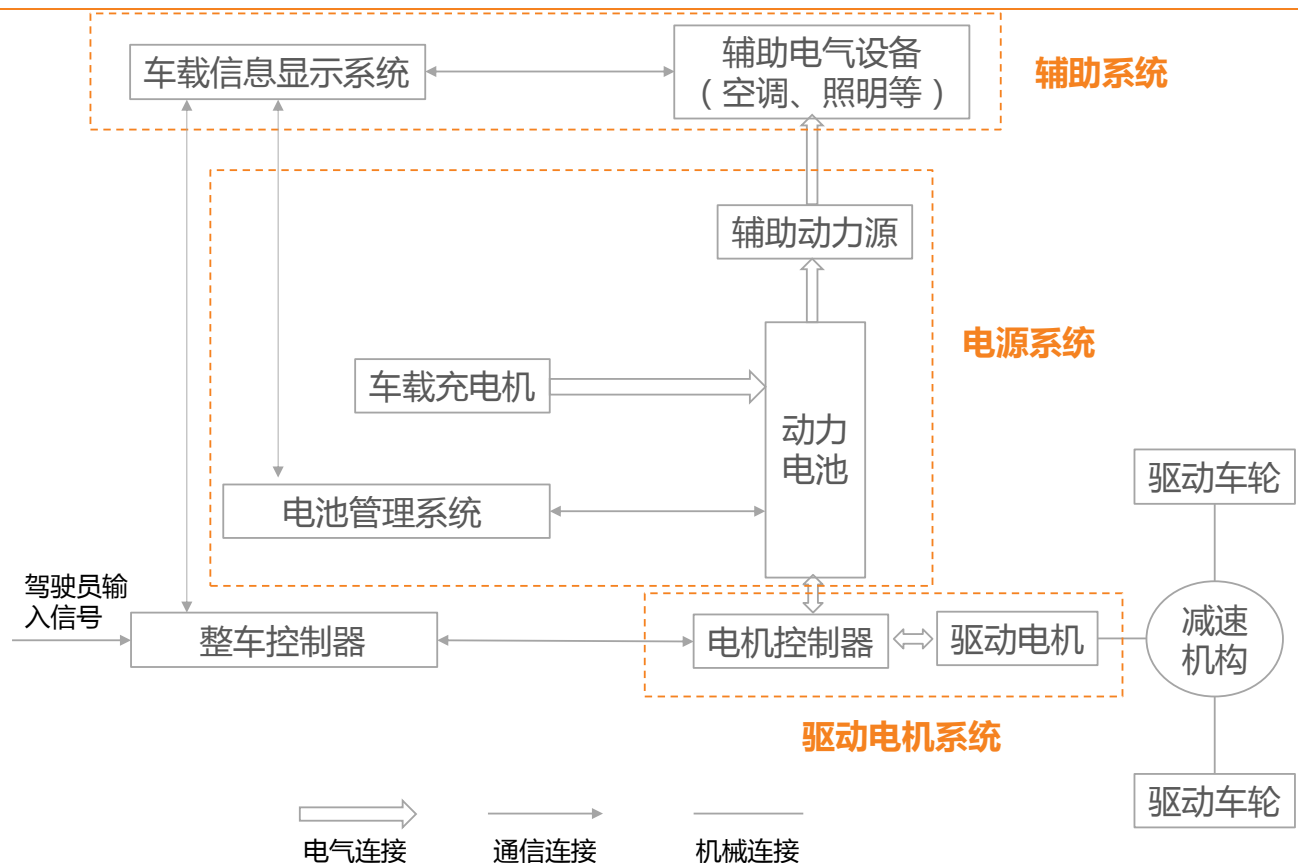 车载信息显示系统
辅助电气设备
（空调、照明等）
辅助系统
辅助动力源
电源系统
车载充电机
动力
电池
驱动车轮
电池管理系统
驾驶员输
入信号
整车控制器
电机控制器
驱动电机
减速
机构
驱动电机系统
驱动车轮
电气连接
通信连接
机械连接